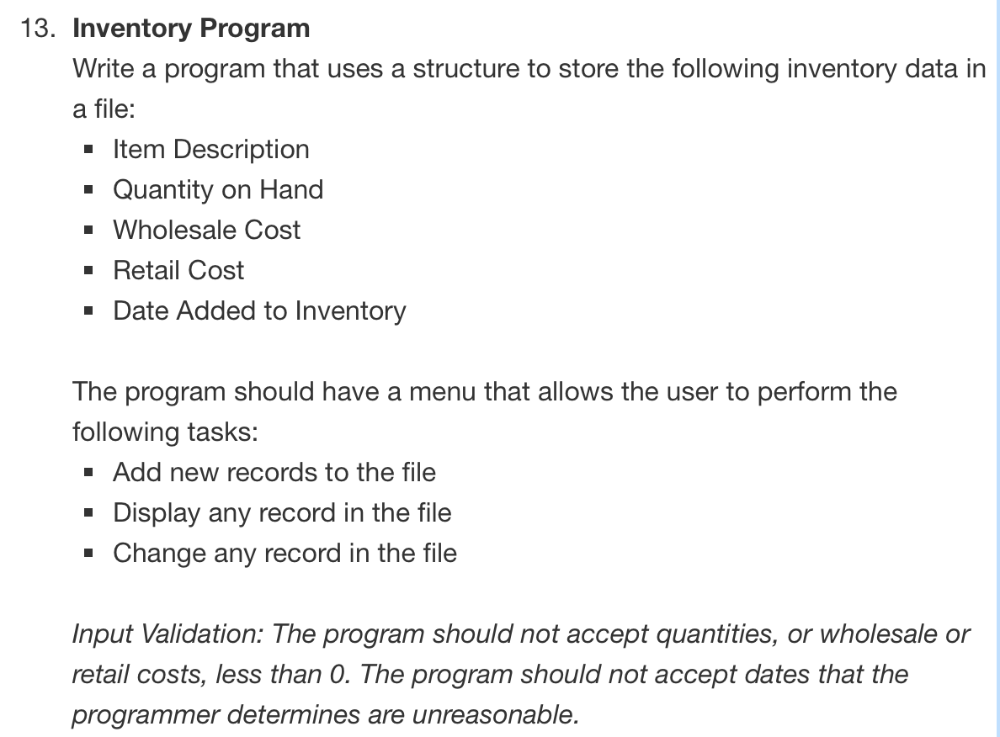 13. Inventory Program
Write a program that uses a structure to store the following inventory data in
a file:
▪ Item Description
▪ Quantity on Hand
▪ Wholesale Cost
▪ Retail Cost
▪ Date Added to Inventory
The program should have a menu that allows the user to perform the
following tasks:
▪ Add new records to the file
▪ Display any record in the file
▪ Change any record in the file
Input Validation: The program should not accept quantities, or wholesale or
retail costs, less than 0. The program should not accept dates that the
programmer determines are unreasonable.